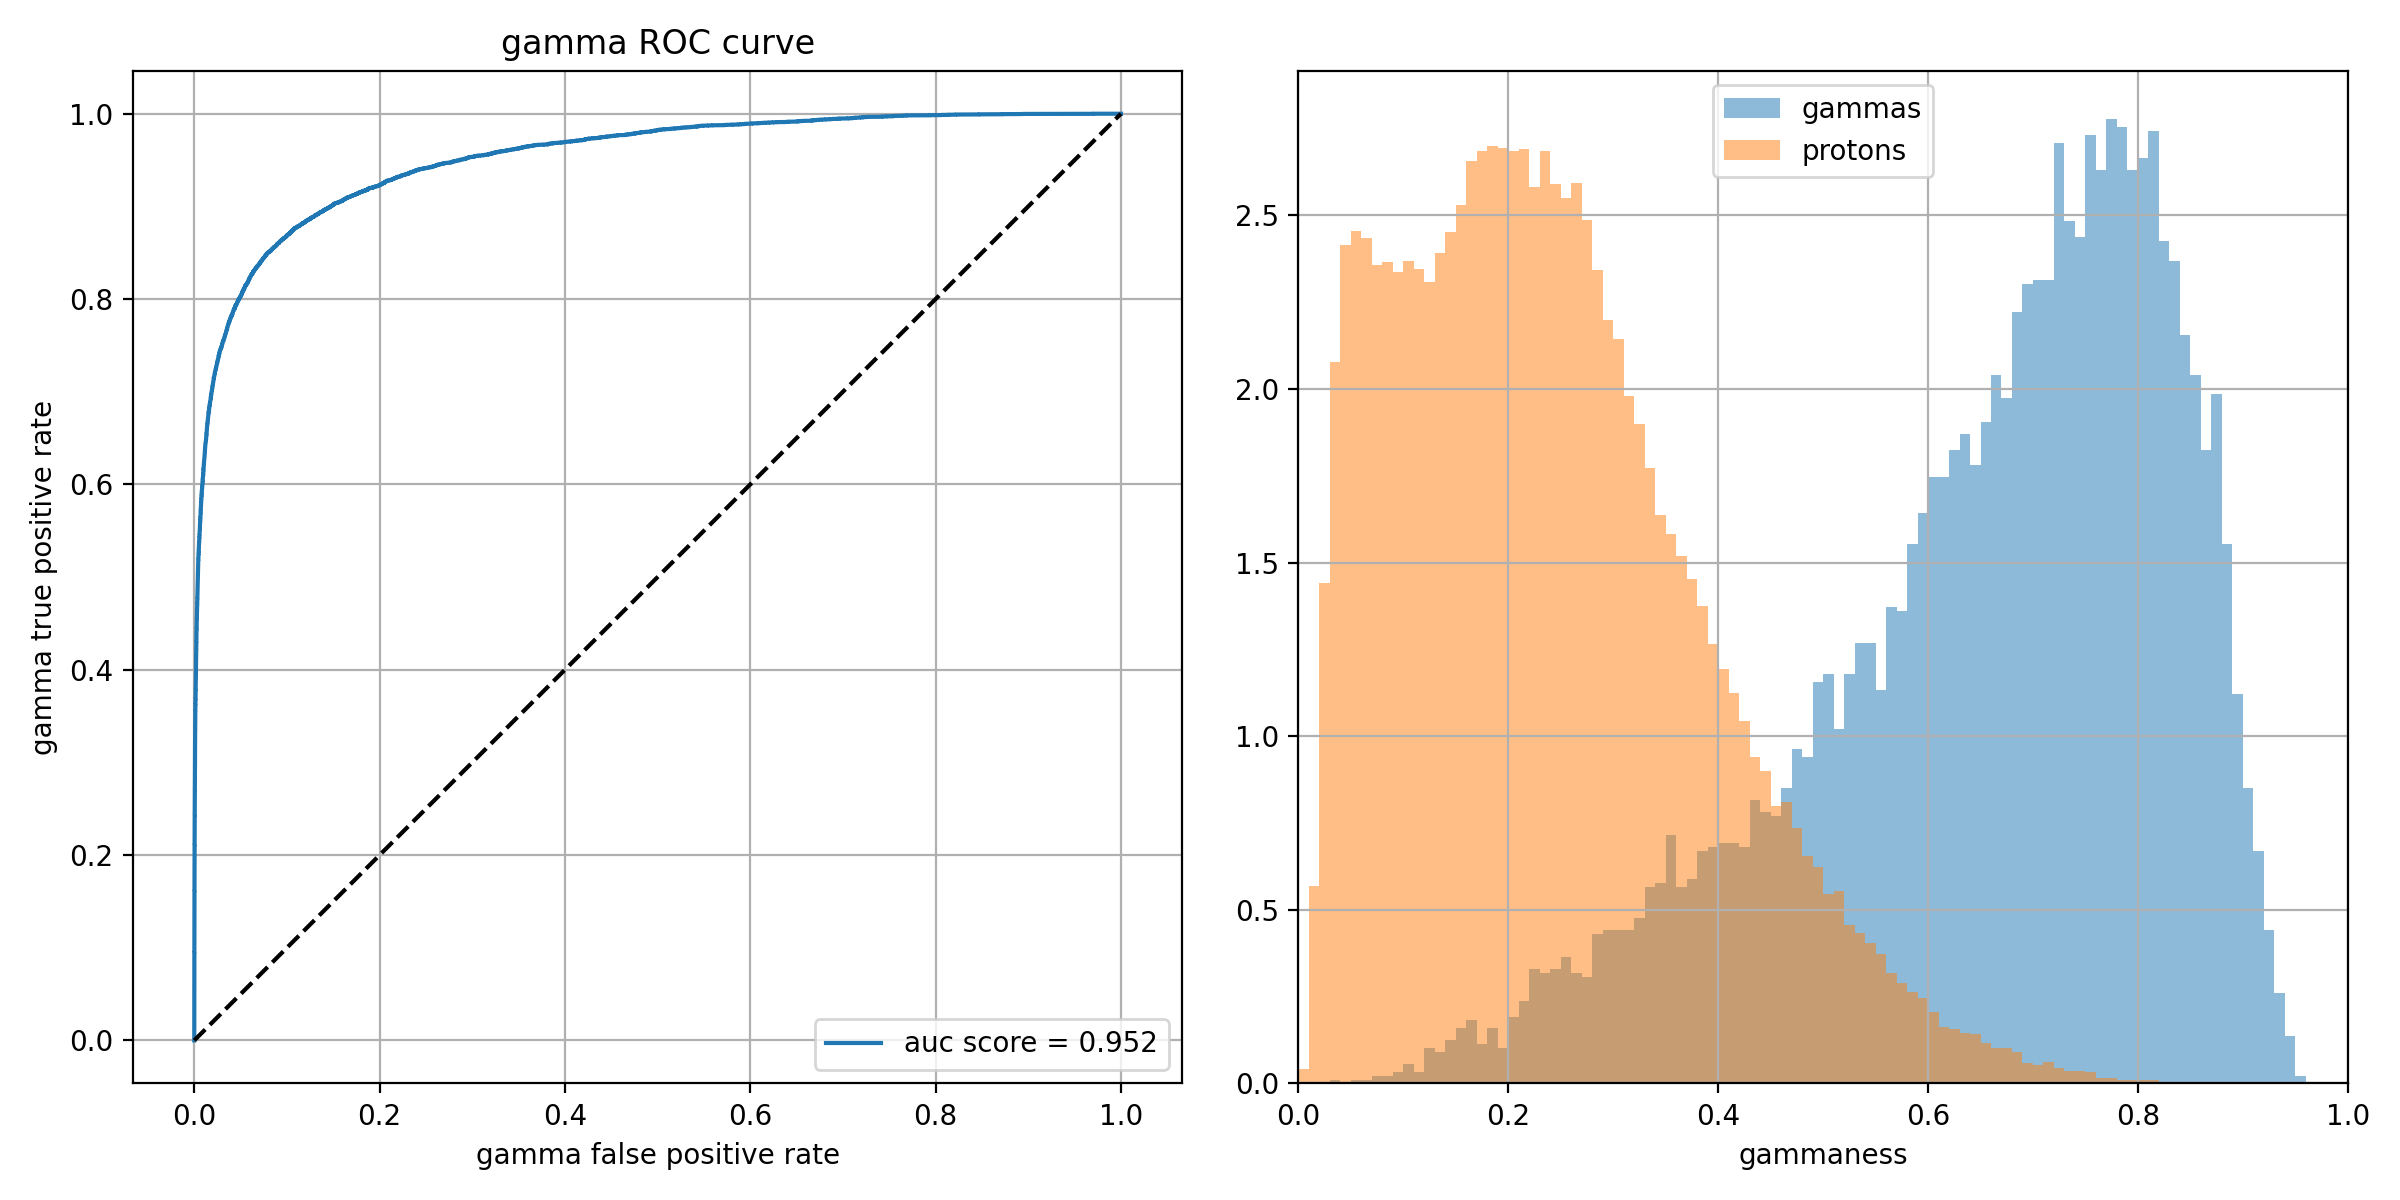 gamma ROC curve
gamma true positive rate
1.0
0.8
0.6
0.4
0.2
0.0
0.0 0.2 0.4 0.6 0.8 1.0
gamma false positive rate
auc score = 0.952
gammas
protons
2.5
2.0
1.5
1.0
0.5
0.0
0.0 0.2 0.4 0.6 0.8 1.0
gammaness